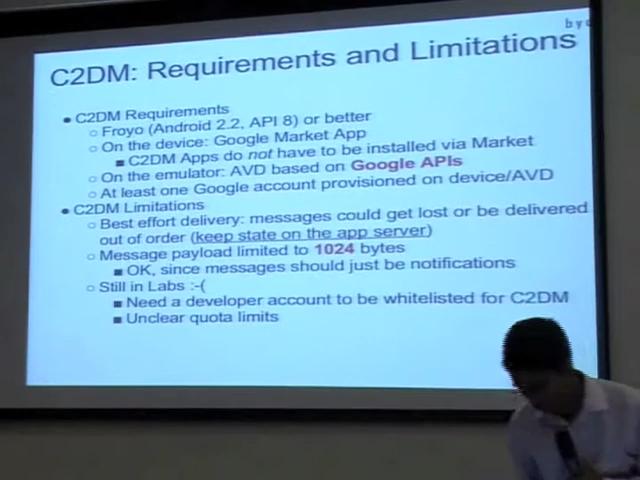 by
C2DM: Requirements and Limitations
● C2DM Requirements
○ Froyo (Android 2.2, API 8) or better
○ On the device: Google Market App
■ C2DM Apps do not have to be installed via Market
○ On the emulator: AVD based on Google APIs
○ At least one Google account provisioned on device/AVD
● C2DM Limitations
○ Best effort delivery: messages could get lost or be delivered
out of order (keep state on the app server)
○ Message payload limited to 1024 bytes
■ OK, since messages should just be notifications
○ Still in Labs :-(
■ Need a developer account to be whitelisted for C2DM
■ Unclear quota limits